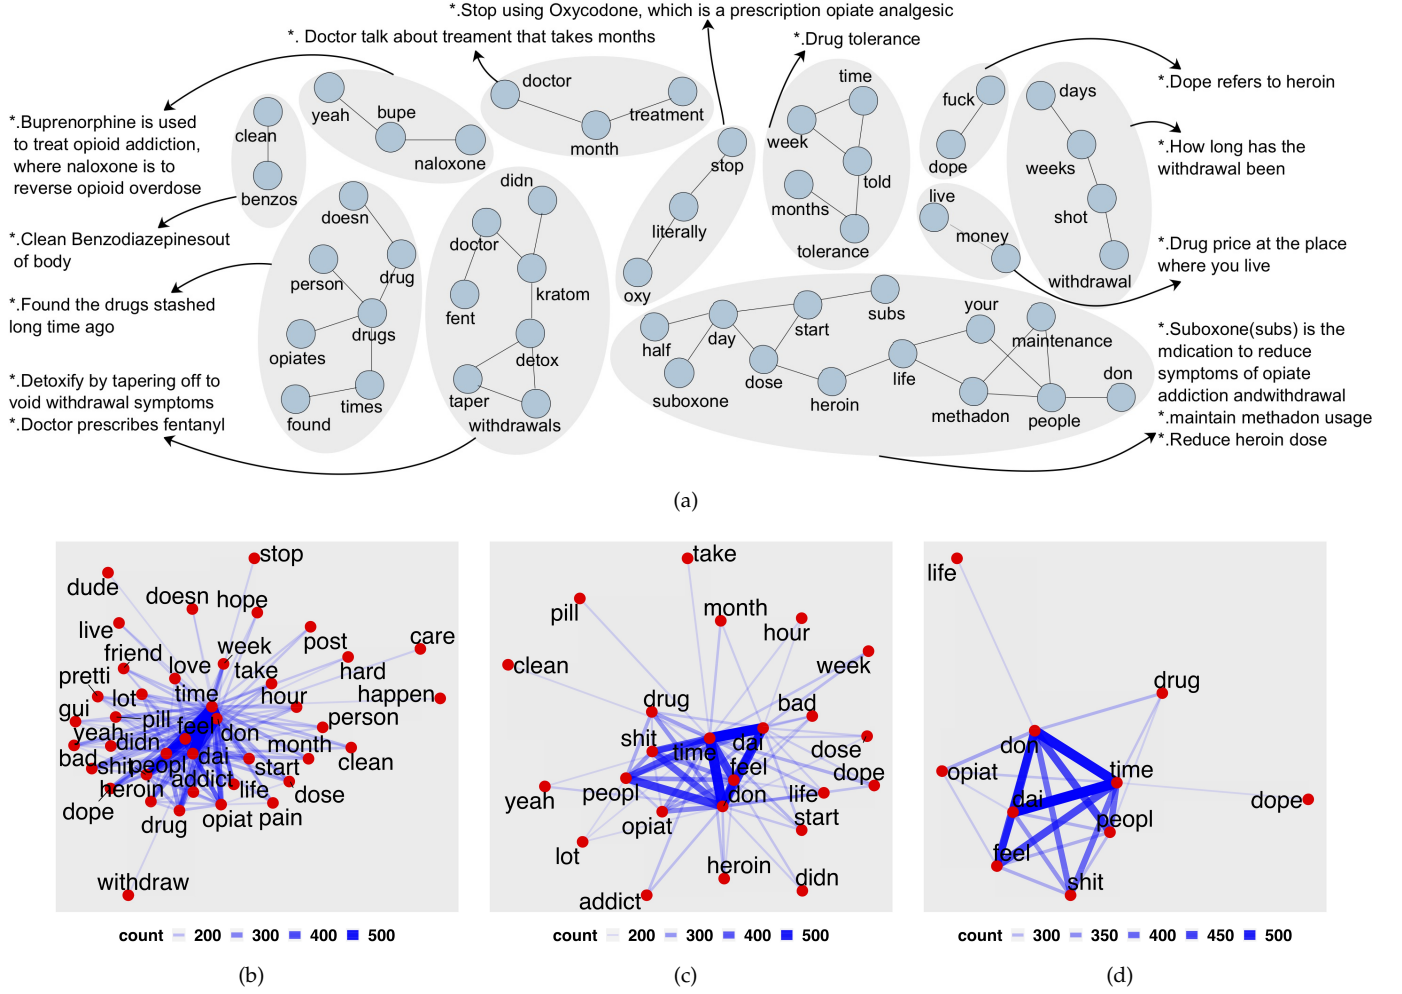 *.Stop using Oxycodone, which is a prescription opiate analgesic
*. Doctor talk about treament that takes months
*.Drug tolerance
*.Dope refers to heroin
*.Buprenorphine is used
to treat opioid addiction,
where naloxone is to
reverse opioid overdose
*.Clean Benzodiazepinesout
of body
*.Found the drugs stashed
long time ago
*.Detoxify by tapering off to
void withdrawal symptoms
*.Doctor prescribes fentanyl
clean
benzos
yeah
bupe
naloxone
doctor
month
treatment
stop
literally
oxy
time
week
told
months
tolerance
fuck
dope
days
weeks
shot
withdrawal
live
money
doesn
person
drug
drugs
opiates
times
found
didn
doctor
kratom
fent
detox
taper
withdrawals
half
day
start
subs
suboxone
dose
heroin
life
your
maintenance
methadon
people
don
*.How long has the
withdrawal been
*.Drug price at the place
where you live
*.Suboxone(subs) is the
mdication to reduce
symptoms of opiate
addiction andwithdrawal
*.maintain methadon usage
*.Reduce heroin dose
(a)
stop
dude
doesn
hope
live
post
care
friend
week
love
take
hard
pretti
lot
time
hour
happen
gui
pill
feel
don
person
yeah
didn
month
bad
shit
peopl
dai
start
clean
heroin
addict
life
dose
dope
drug
opiat
pain
withdraw
count 200 300 400 500
(b)
take
pill
month
hour
clean
week
drug
bad
shit
time
dai
dose
feel
dope
peopl
don
life
yeah
opiat
start
lot
heroin
didn
addict
count 200 300 400 500
(c)
life
drug
don
opiat
time
dai
dope
peopl
feel
shit
count 300 350 400 450 500
(d)